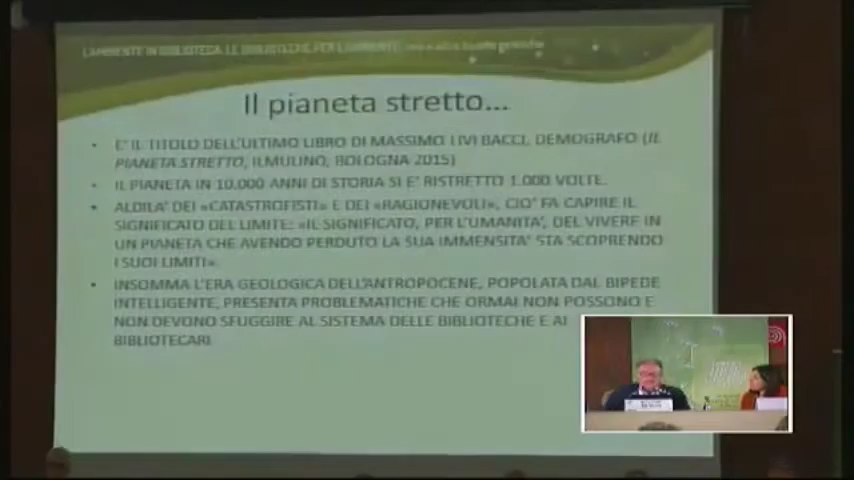 L'AMBIENTE IN BIBLIOTECA, LE BIBLIOTECHE PER L'AMBIENTE:
Il pianeta stretto...
• E' IL TITOLO DELL'ULTIMO LIBRO DI MASSIMO LIVI BACCI, DEMOGRAFO (IL
PIANETA STRETTO, ILMULINO, BOLOGNA 2015)
• IL PIANETA IN 10.000 ANNI DI STORIA SI E' RISTRETTO 1.000 VOLTE.
• ALDILA' DEI «CATASTROFISTI» E DEI «RAGIONEVOLI», CIO' FA CAPIRE IL
SIGNIFICATO DEL LIMITE: «IL SIGNIFICATO, PER L'UMANITA', DEL VIVERE IN
UN PIANETA CHE AVENDO PERDUTO LA SUA IMMENSITA' STA SCOPRENDO
I SUOI LIMITI».
• INSOMMA L'ERA GEOLOGICA DELL'ANTROPOCENE, POPOLATA DAL BIPEDE
INTELLIGENTE, PRESENTA PROBLEMATICHE CHE ORMAI NON POSSONO E
NON DEVONO SFUGGIRE AL SISTEMA DELLE BIBLIOTECHE E AI
BIBLIOTECARI